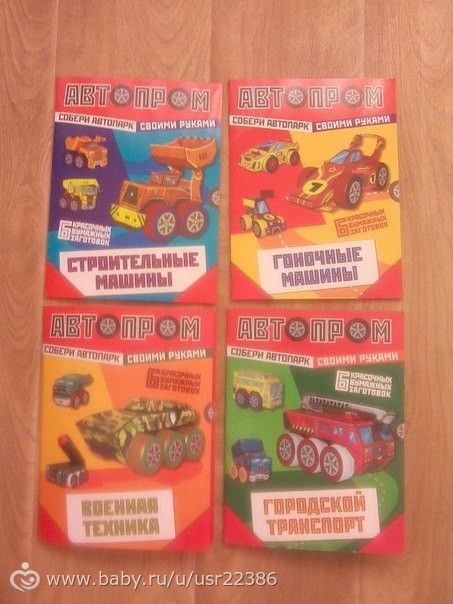 АВТОПРОМ
СОБЕРИ АВТОПАРК СВОИМИ РУКАМИ
6 КРАСОЧНЫХ
БУМАЖНЫХ
ЗАГОТОВОК
СТРОИТЕЛЬНЫЕ
МАШИНЫ
АВТОПРОМ
СОБЕРИ АВТОПАРК СВОИМИ РУКАМИ
1
6 КРАСОЧНЫХ
БУМАЖНЫХ
ЗАГОТОВОК
ГОНОЧНЫЕ
МАШИНЫ
АВТОПРОМ
СОБЕРИ АВТОПАРК СВОИМИ РУКАМИ
6 КРАСОЧНЫХ
БУМАЖНЫХ
ЗАГОТОВОК
ВОЕННАЯ
ТЕХНИКА
АВТОПРОМ
СОБЕРИ АВТОПАРК СВОИМИ РУКАМИ
6 КРАСОЧНЫХ
БУМАЖНЫХ
ЗАГОТОВОК
ГОРОДСКОЙ
ТРАНСПОРТ
www.baby.ru/u/usr22386